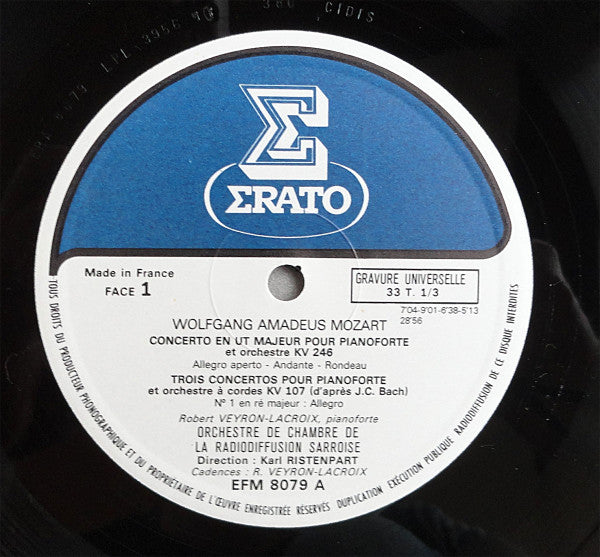 ΣRATO
Made in France
FACE 1
GRAVURE UNIVERSELLE
33 T. 1/3
7'04-9'01-6'38-5'13
28'56
WOLFGANG AMADEUS MOZART
CONCERTO EN UT MAJEUR POUR PIANOFORTE
et orchestre KV 246
Allegro aperto - Andante - Rondeau
TROIS CONCERTOS POUR PIANOFORTE
et orchestre à cordes KV 107 (d'après J.C. Bach)
N° 1 en ré majeur : Allegro
Robert VEYRON-LACROIX, pianoforte
ORCHESTRE DE CHAMBRE DE
LA RADIODIFFUSION SARROISE
Direction : Karl RISTENPART
Cadences : R. VEYRON-LACROIX
EFM 8079 A
TOUS DROITS DU PRODUCTEUR PHONOGRAPHIQUE ET DU PROPRIETAIRE DE L'ŒUVRE ENREGISTRÉE RÉSERVÉS. DUPLICATION EXÉCUTION PUBLIQUE RADIODIFFUSION DE CE DISQUE INTERDITES